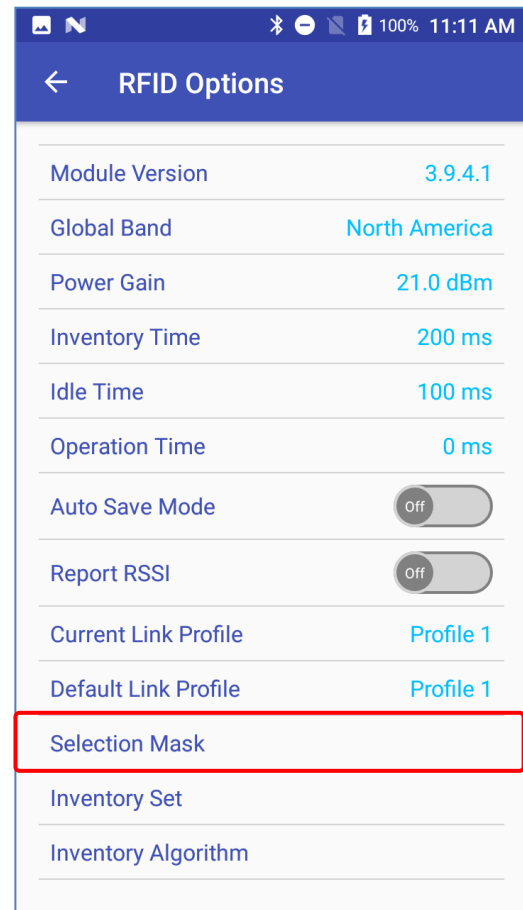 100% 11:11 AM
RFID Options
Module Version 3.9.4.1
Global Band North America
Power Gain 21.0 dBm
Inventory Time 200 ms
Idle Time 100 ms
Operation Time 0 ms
Auto Save Mode Off
Report RSSI Off
Current Link Profile Profile 1
Default Link Profile Profile 1
Selection Mask
Inventory Set
Inventory Algorithm